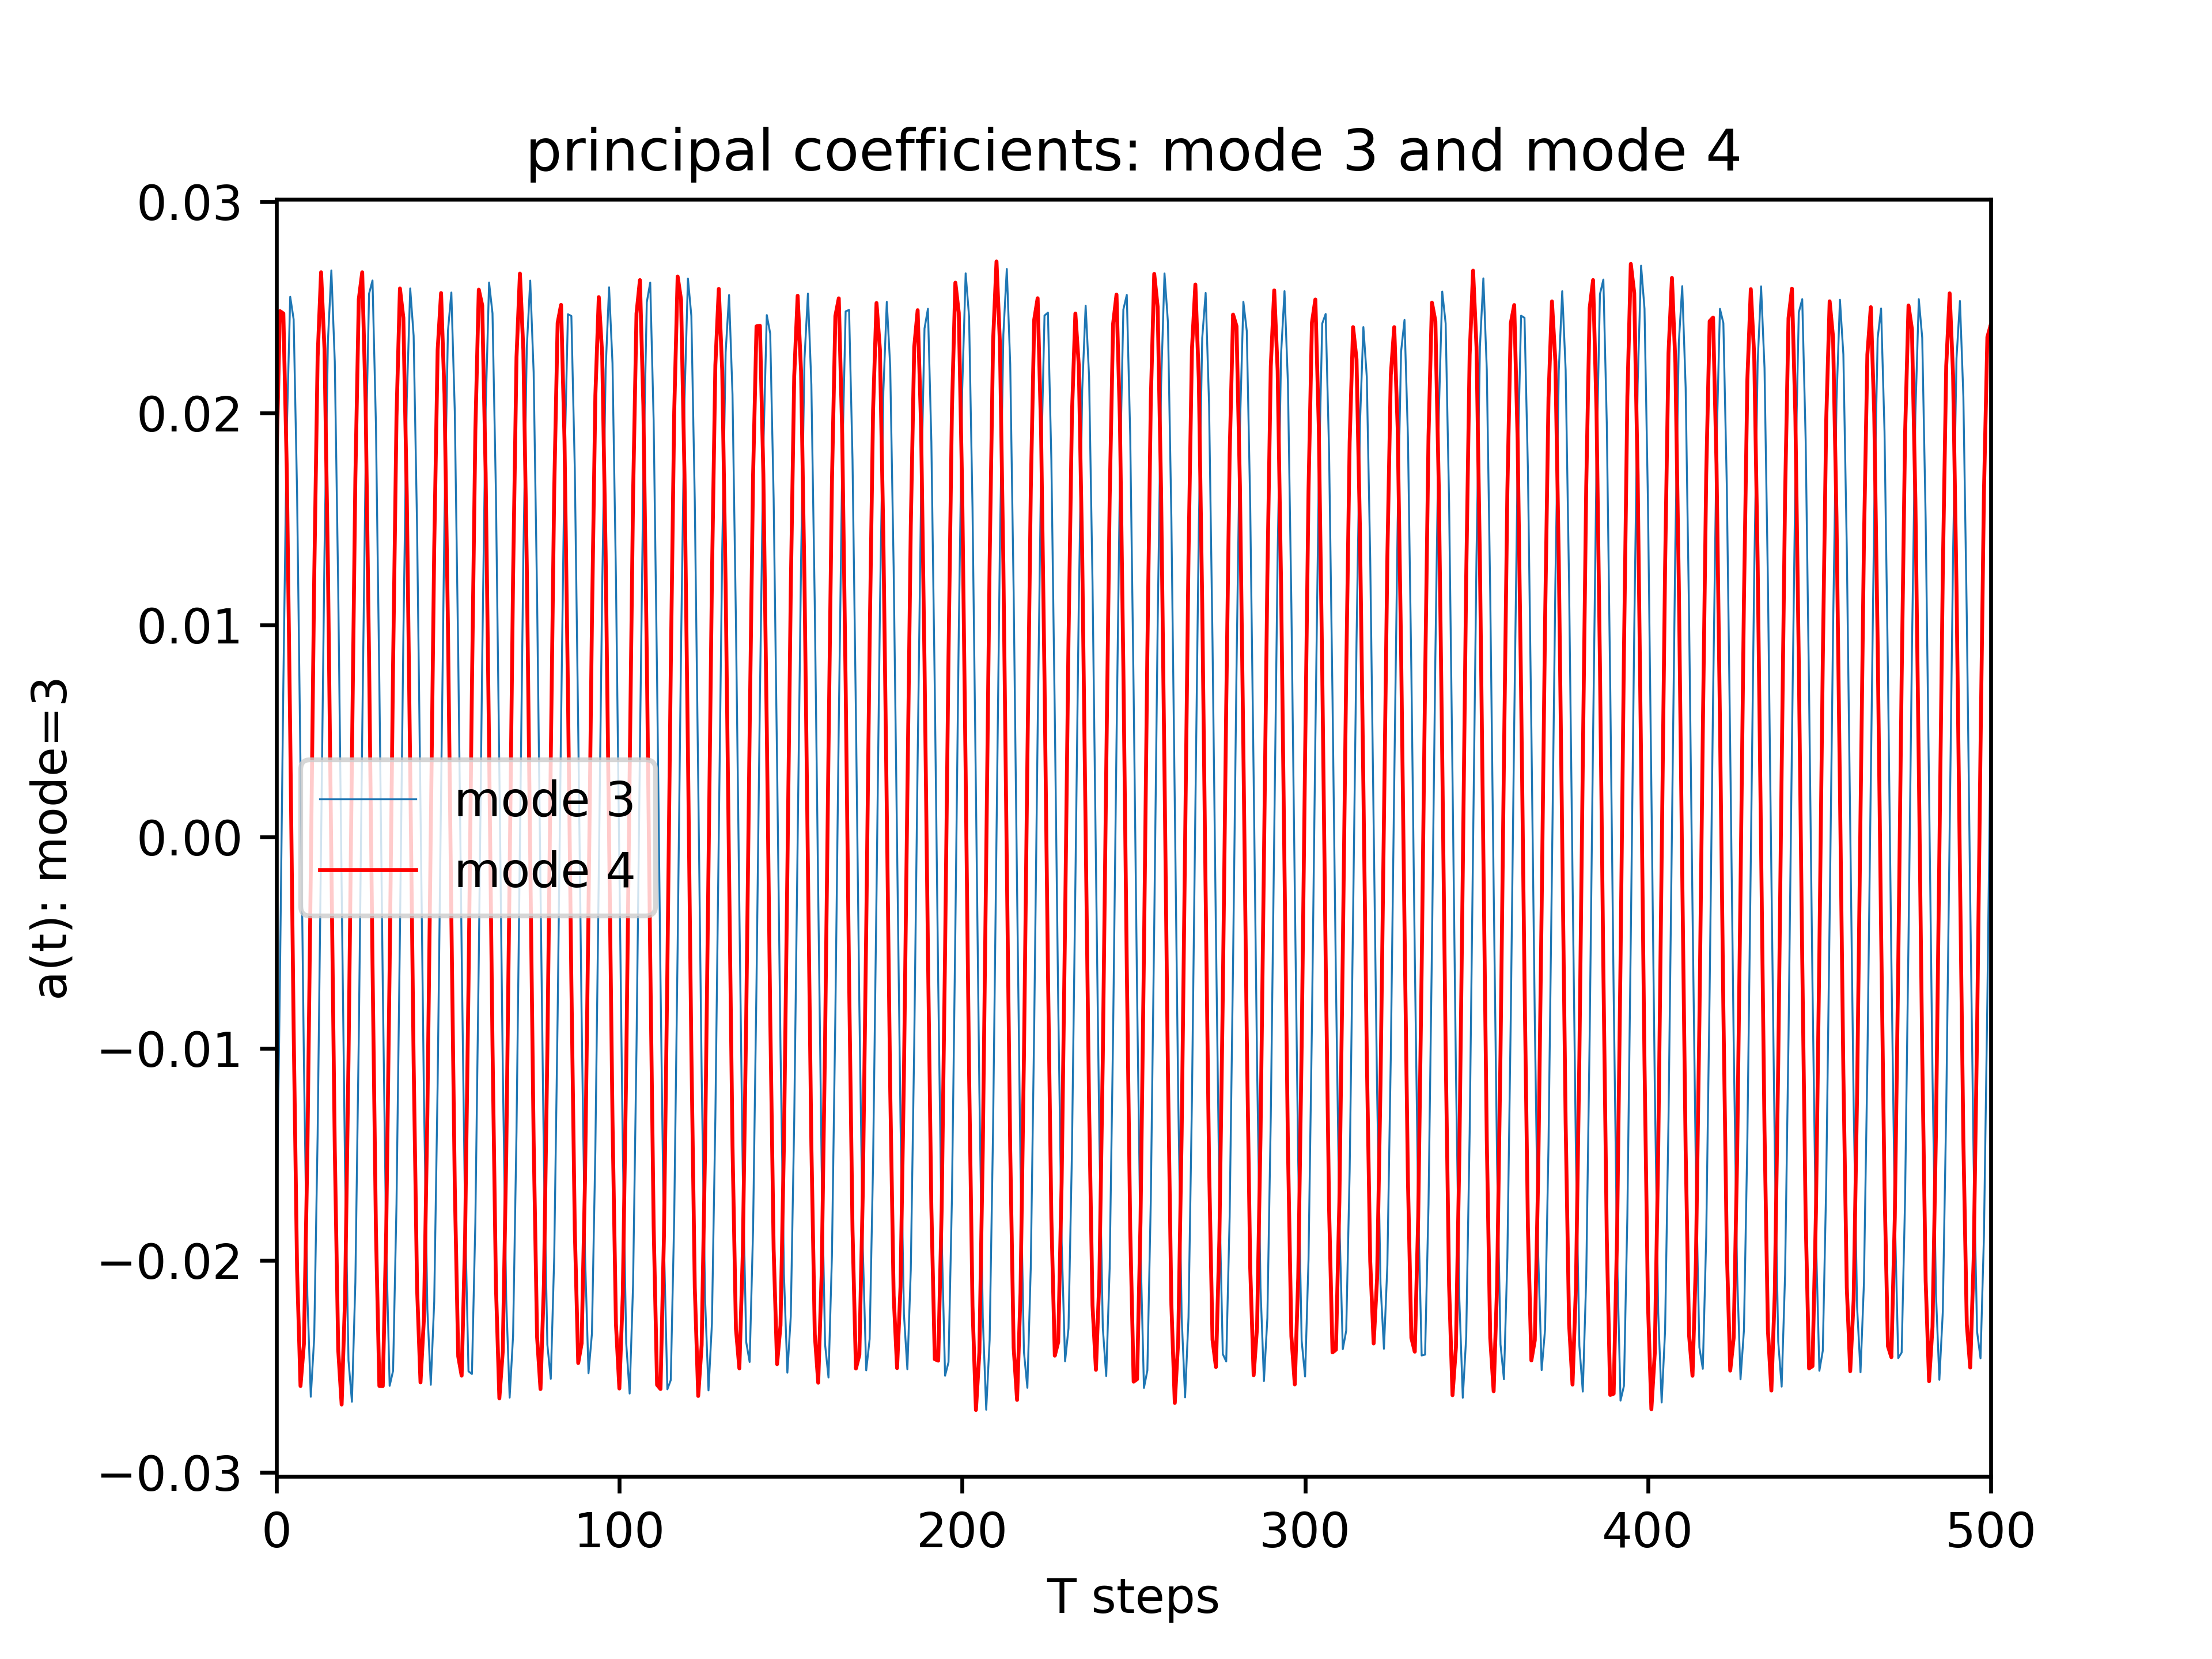 principal coefficients: mode 3 and mode 4
0.03
0.02
0.01
0.00
−0.01
−0.02
−0.03
a(t): mode=3
mode 3
mode 4
0 100 200 300 400 500
T steps